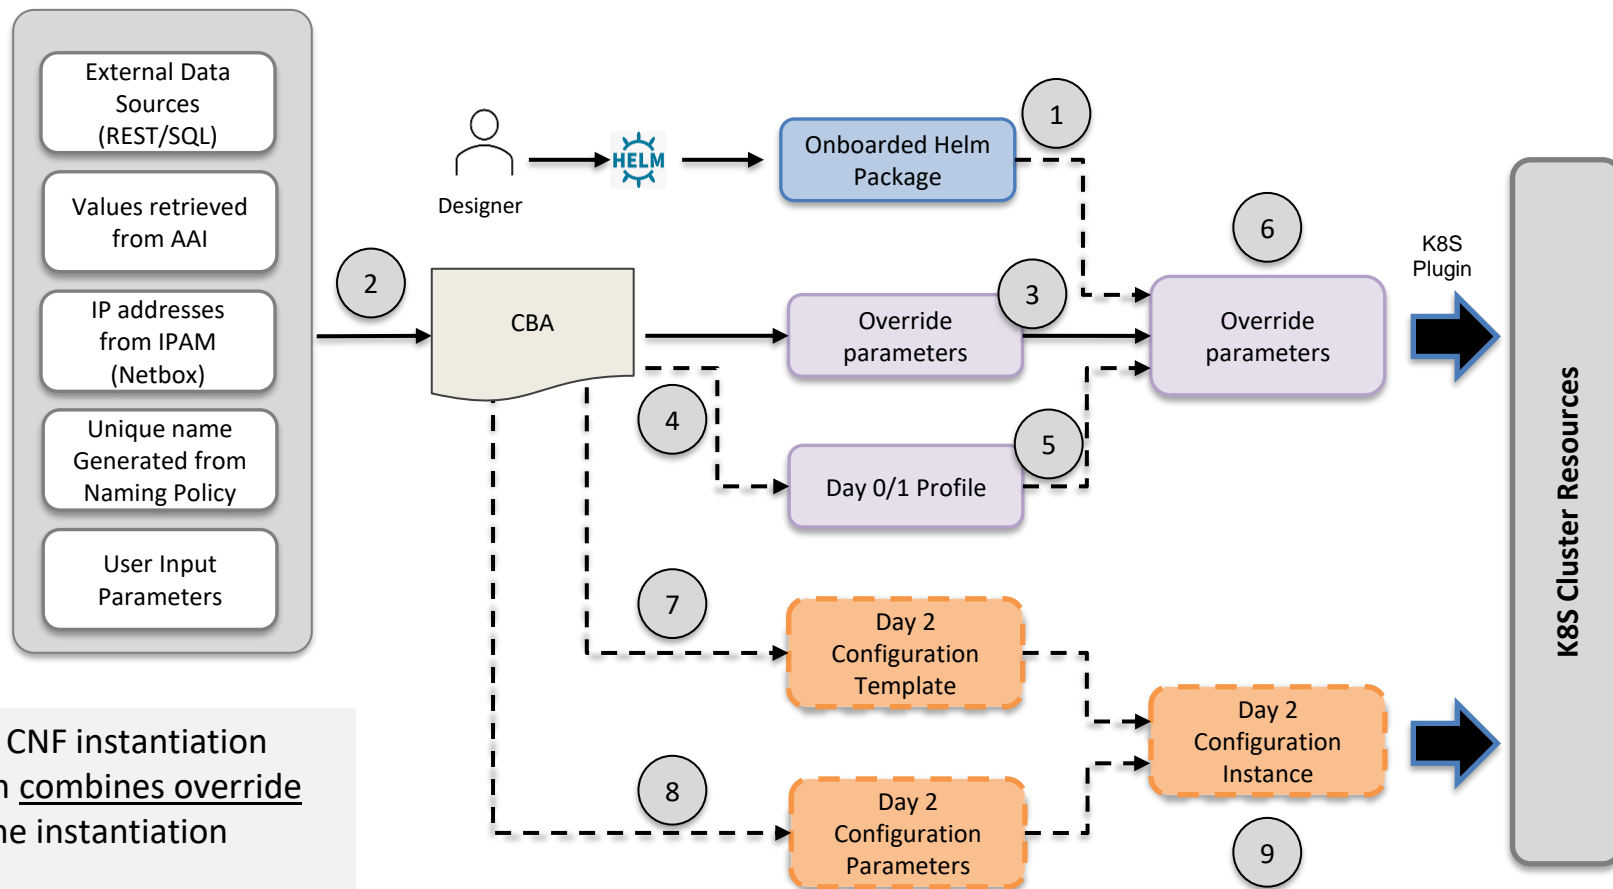 External Data
Sources
(REST/SQL)
Values retrieved
from AAI
IP addresses
from IPAM
(Netbox)
Unique name
Generated from
Naming Policy
User Input
Parameters
2
Designer
HELM
Onboarded Helm
Package
1
CBA
Override
parameters
3
4
Day 0/1 Profile
5
6
Override
parameters
K8S
Plugin
7
Day 2
Configuration
Template
8
Day 2
Configuration
Parameters
Day 2
Configuration
Instance
9
K8S Cluster Resources
CNF instantiation
combines override
instantiation